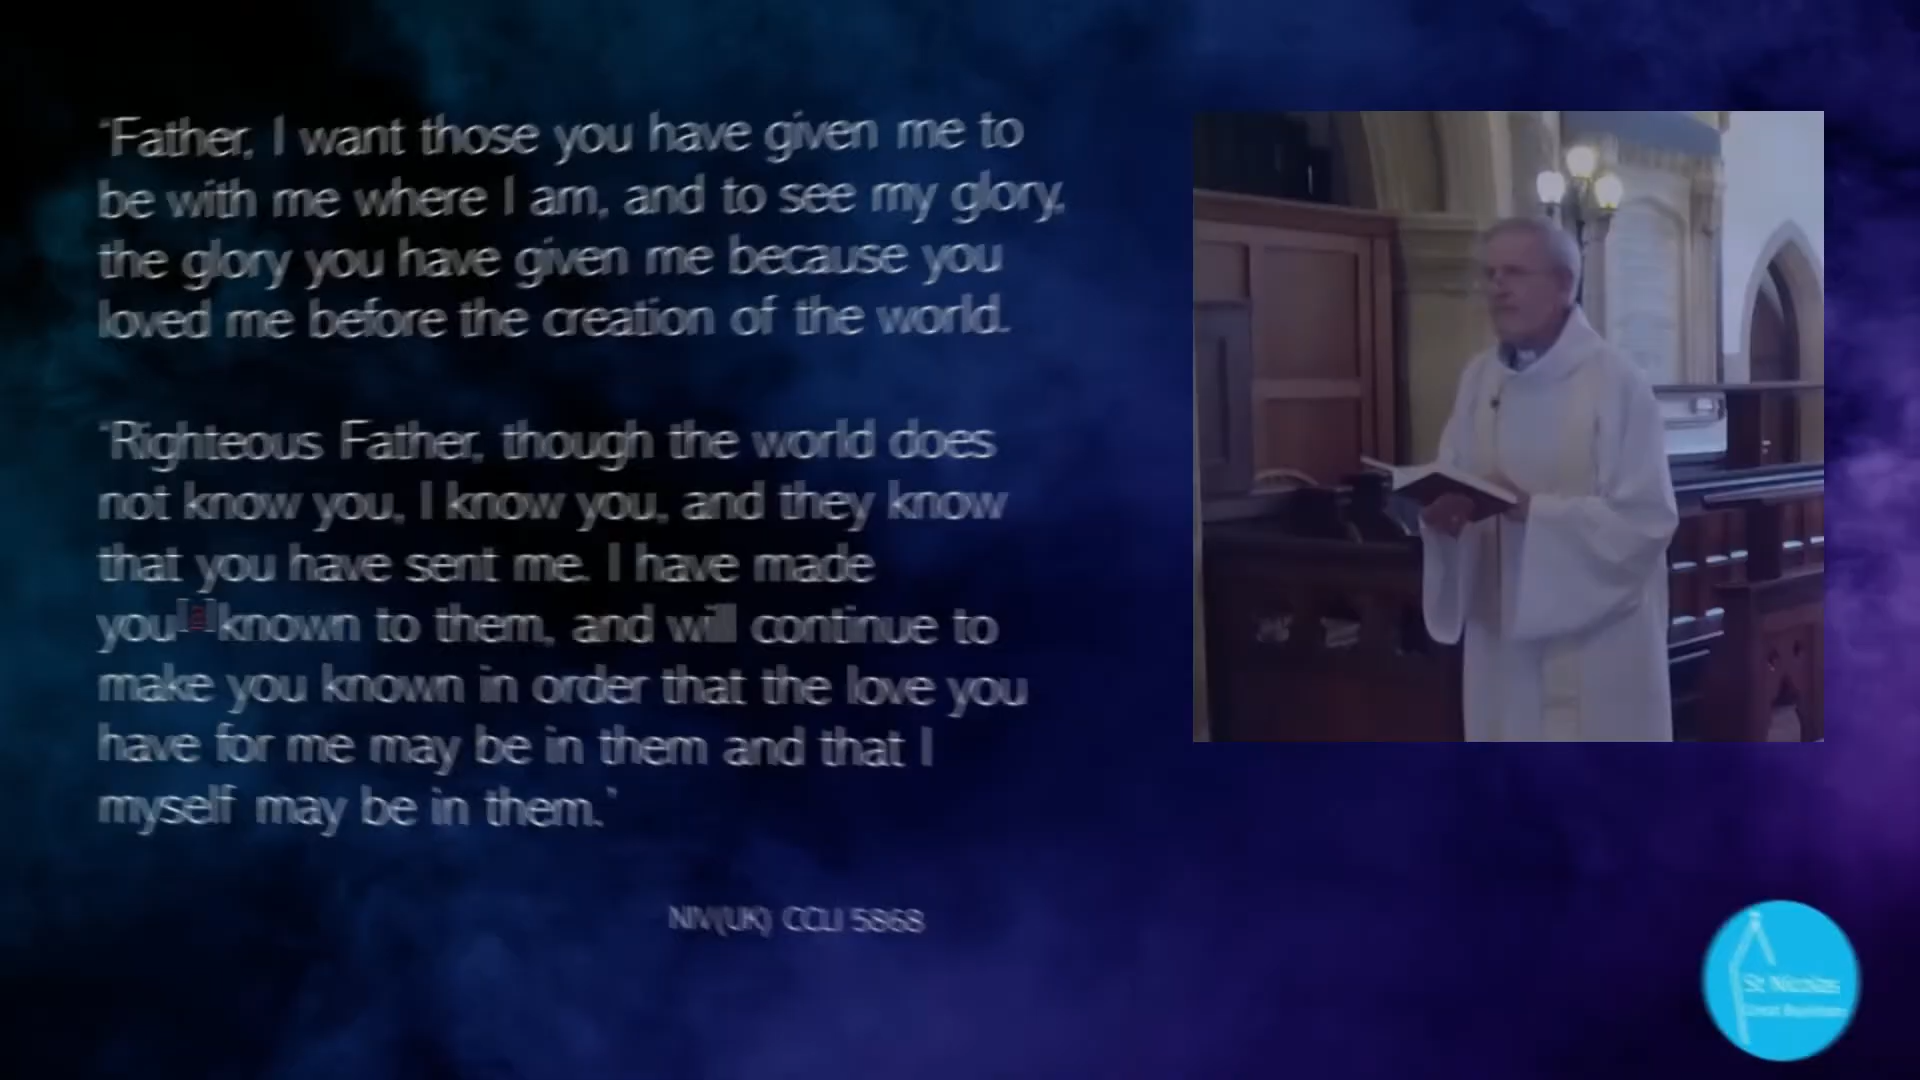 ‘Father, I want those you have given me to
be with me where I am, and to see my glory,
the glory you have given me because you
loved me before the creation of the world.
‘Righteous Father, though the world does
not know you, I know you, and they know
that you have sent me. I have made
you known to them, and will continue to
make you known in order that the love you
have for me may be in them and that I
myself may be in them.’
NIV(UK) CCLI 5868
St Nicolas
Great